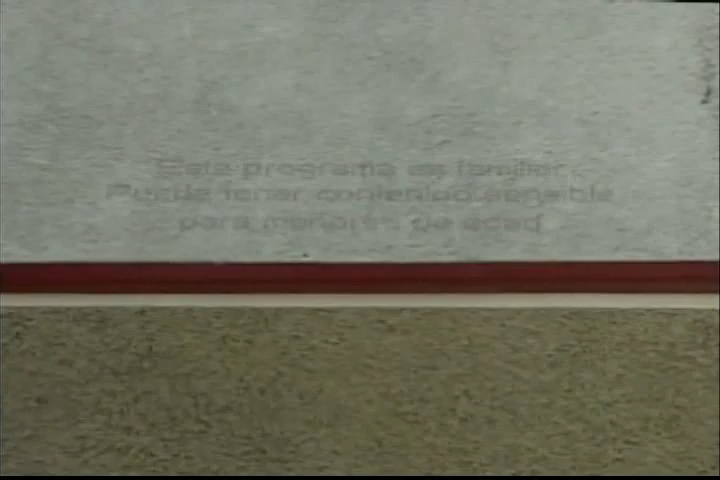 Este programa es familiar.
Puede tener contenido sensible
para menores de edad